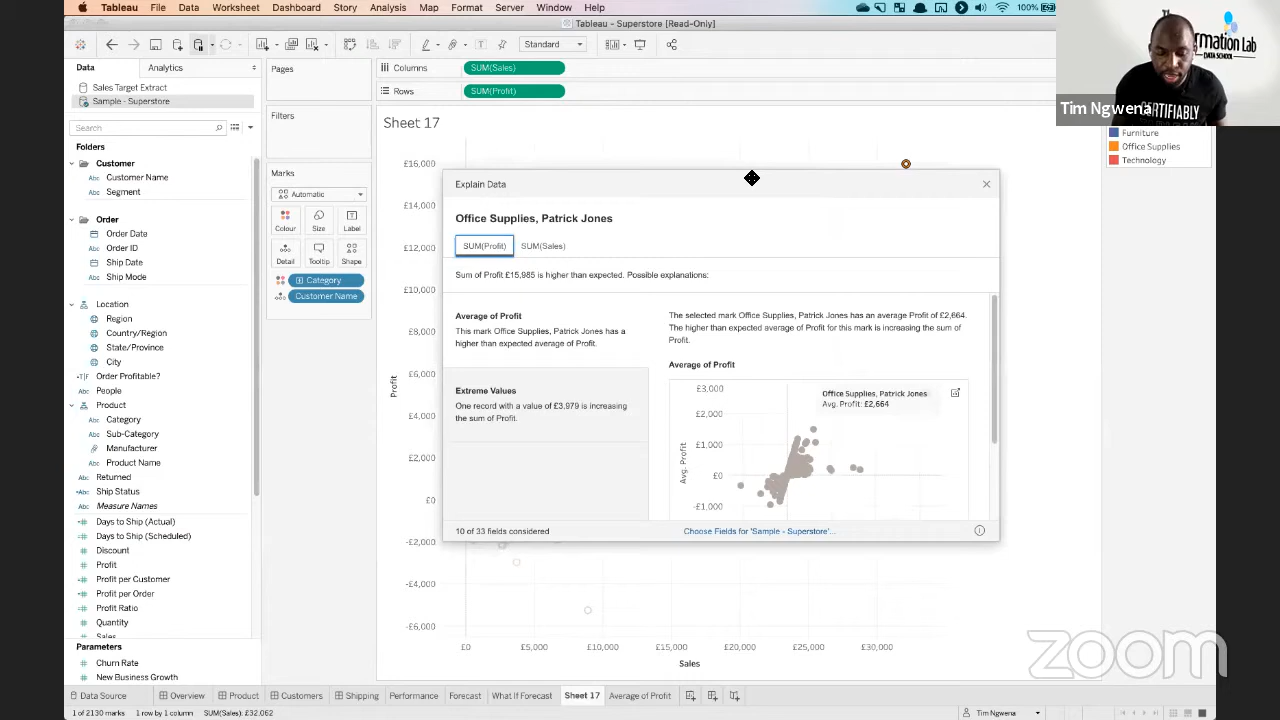 Tableau File Data Worksheet Dashboard Story Analysis Map Format Server Window Help 100%
Tableau - Superstore [Read-Only]
Standard
Data Analytics
Sales Target Extract
Sample - Superstore
Search
Folders
Customer
Customer Name
Segment
Order
Order Date
Order ID
Ship Date
Ship Mode
Location
Region
Country/Region
State/Province
City
Order Profitable?
People
Product
Category
Sub-Category
Manufacturer
Product Name
Returned
Ship Status
Measure Names
Days to Ship (Actual)
Days to Ship (Scheduled)
Discount
Profit
Profit per Customer
Profit per Order
Profit Ratio
Quantity
Sales
Parameters
Churn Rate
New Business Growth
Pages
Filters
Marks
Automatic
Colour Size Label
Detail Tooltip Shape
Category
Customer Name
Columns SUM(Sales)
Rows SUM(Profit)
Sheet 17
£16,000
£14,000
£12,000
£10,000
£8,000
£6,000
£4,000
£2,000
£0
-£2,000
-£4,000
-£6,000
Profit
£0 £5,000 £10,000 £15,000 £20,000 £25,000 £30,000
Sales
Explain Data
Office Supplies, Patrick Jones
SUM(Profit) SUM(Sales)
Sum of Profit £15,985 is higher than expected. Possible explanations:
Average of Profit
This mark Office Supplies, Patrick Jones has a
higher than expected average of Profit.
Extreme Values
One record with a value of £3,979 is increasing
the sum of Profit.
The selected mark Office Supplies, Patrick Jones has an average Profit of £2,664.
The higher than expected average of Profit for this mark is increasing the sum of
Profit.
Average of Profit
Office Supplies, Patrick Jones
Avg. Profit: £2,664
£3,000
£2,000
£1,000
£0
-£1,000
Avg. Profit
10 of 33 fields considered
Choose Fields for 'Sample - Superstore'...
Furniture
Office Supplies
Technology
Tim Ngwena
CERTIFIABLY
rmation Lab
DATA SCHOOL
zoom
Data Source Overview Product Customers Shipping Performance Forecast What If Forecast Sheet 17 Average of Profit
1 of 2130 marks 1 row by 1 column SUM(Sales): £32,062
Tim Ngwena